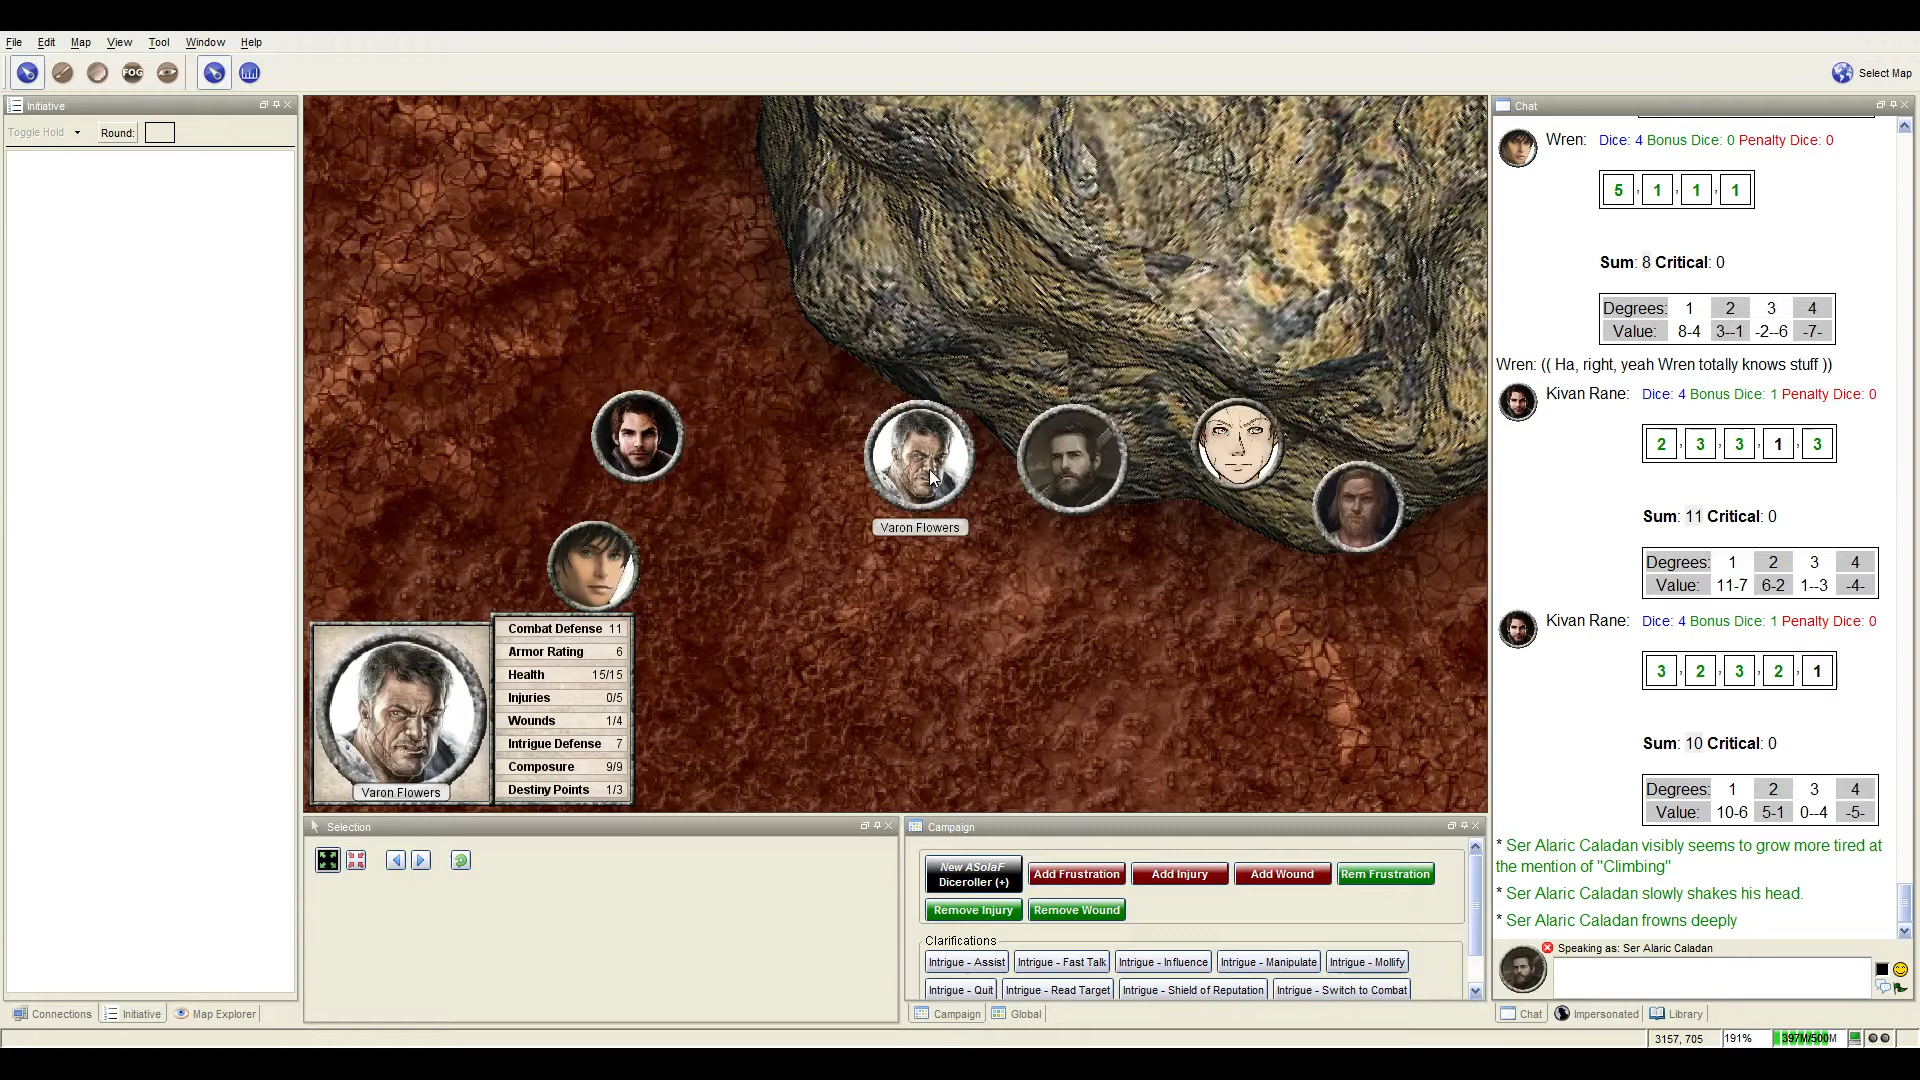 File Edit Map View Tool Window Help
FOG
Select Map
Initiative
Toggle Hold Round:
Varon Flowers
Combat Defense 11
Armor Rating 6
Health 15/15
Injuries 0/5
Wounds 1/4
Intrigue Defense 7
Composure 9/9
Destiny Points 1/3
Varon Flowers
Selection
Campaign
New ASoIaF
Diceroller (+)
Add Frustration Add Injury Add Wound Rem Frustration
Remove Injury Remove Wound
Clarifications
Intrigue - Assist Intrigue - Fast Talk Intrigue - Influence Intrigue - Manipulate Intrigue - Mollify
Intrigue - Quit Intrigue - Read Target Intrigue - Shield of Reputation Intrigue - Switch to Combat
Campaign Global
Chat
Wren: Dice: 4 Bonus Dice: 0 Penalty Dice: 0
5 , 1 , 1 , 1
Sum: 8 Critical: 0
Degrees: 1 2 3 4
Value: 8-4 3--1 -2--6 -7-
Wren: (( Ha, right, yeah Wren totally knows stuff ))
Kivan Rane: Dice: 4 Bonus Dice: 1 Penalty Dice: 0
2 , 3 , 3 , 1 , 3
Sum: 11 Critical: 0
Degrees: 1 2 3 4
Value: 11-7 6-2 1--3 -4-
Kivan Rane: Dice: 4 Bonus Dice: 1 Penalty Dice: 0
3 , 2 , 3 , 2 , 1
Sum: 10 Critical: 0
Degrees: 1 2 3 4
Value: 10-6 5-1 0--4 -5-
* Ser Alaric Caladan visibly seems to grow more tired at
the mention of "Climbing"
* Ser Alaric Caladan slowly shakes his head.
* Ser Alaric Caladan frowns deeply
Speaking as: Ser Alaric Caladan
Connections Initiative Map Explorer
Chat Impersonated Library
3157, 705 191% 397M/500M